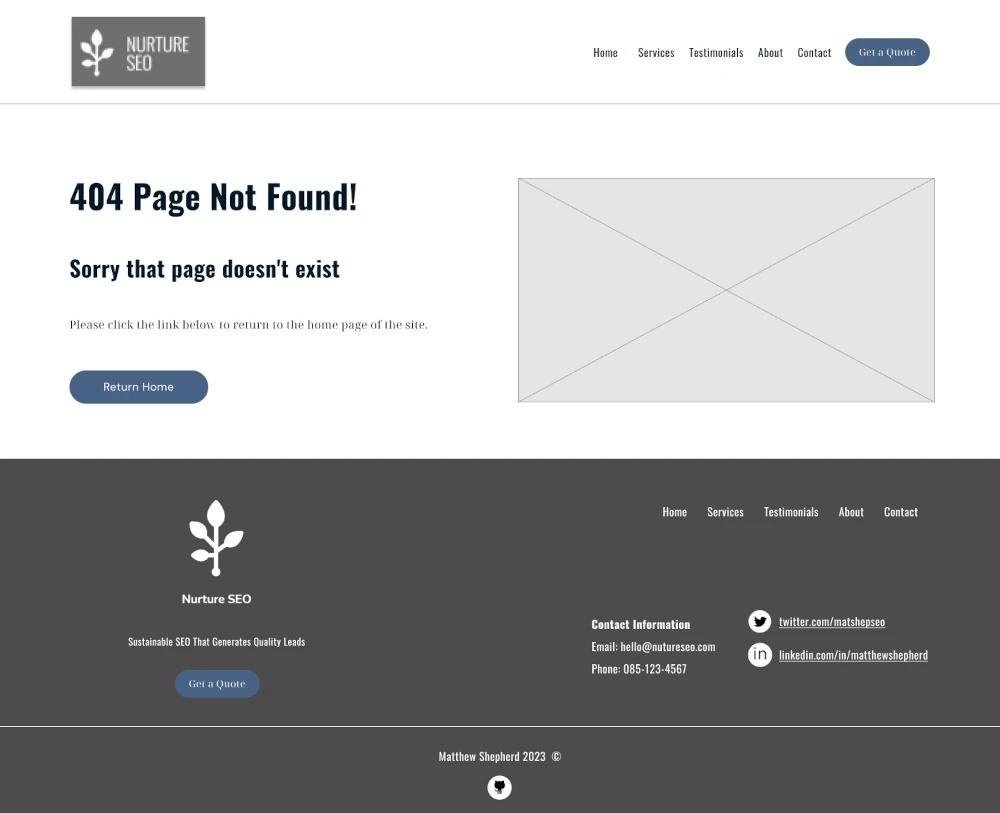 NURTURE
SEO
Home Services Testimonials About Contact Get a Quote
404 Page Not Found!
Sorry that page doesn't exist
Please click the link below to return to the home page of the site.
Return Home
Home Services Testimonials About Contact
Nurture SEO
Sustainable SEO That Generates Quality Leads
Get a Quote
Contact Information
Email: hello@nutureseo.com
Phone: 085-123-4567
twitter.com/matshepseo
in linkedin.com/in/matthewshepherd
Matthew Shepherd 2023 ©